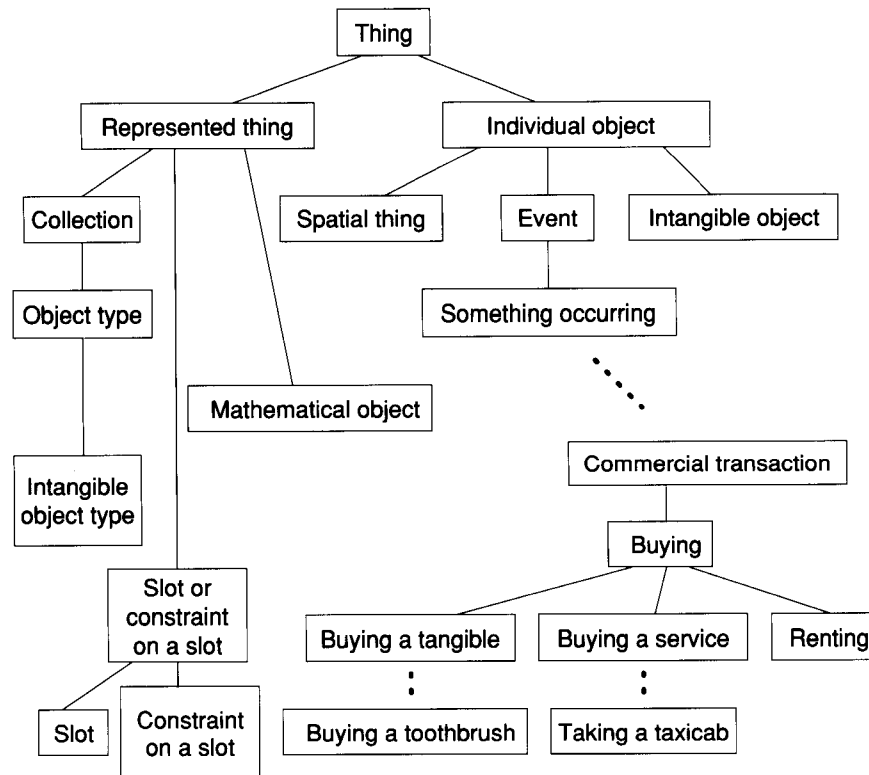 Thing
Represented thing
Individual object
Collection
Spatial thing
Event
Intangible object
Object type
Something occurring
Mathematical object
Intangible
object type
Commercial transaction
Buying
Slot or
constraint
on a slot
Buying a tangible
Buying a service
Renting
Slot
Constraint
on a slot
Buying a toothbrush
Taking a taxicab